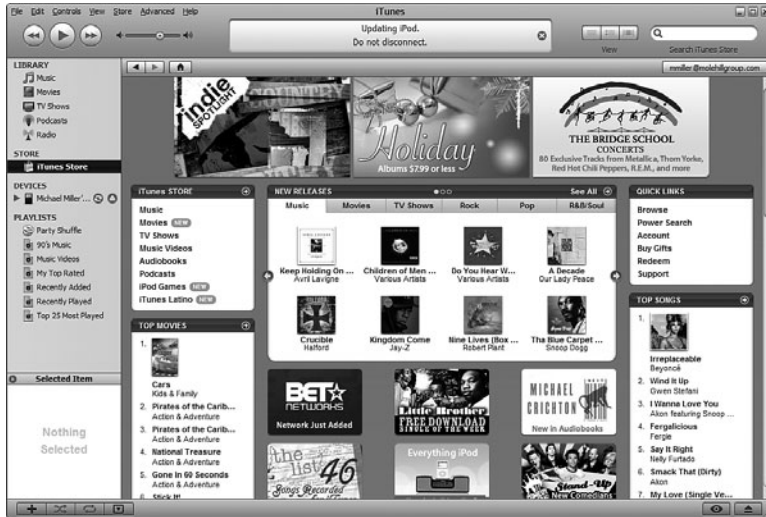 File Edit Controls View Store Advanced Help
iTunes
Updating iPod.
Do not disconnect.
View
Search iTunes Store
LIBRARY
Music
Movies
TV Shows
Podcasts
Radio
STORE
iTunes Store
DEVICES
Michael Miller'...
PLAYLISTS
Party Shuffle
90's Music
Music Videos
My Top Rated
Recently Added
Recently Played
Top 25 Most Played
Selected Item
Nothing
Selected
mmiller@molehillgroup.com
indie
SPOTLIGHT
COUNTRY
Holiday
Albums $7.99 or less
THE BRIDGE SCHOOL
CONCERTS
80 Exclusive Tracks from Metallica, Thom Yorke,
Red Hot Chili Peppers, R.E.M., and more
iTunes STORE
Music
Movies NEW
TV Shows
Music Videos
Audiobooks
Podcasts
iPod Games NEW
iTunes Latino NEW
TOP MOVIES
1.
Cars
Kids & Family
2. Pirates of the Carib...
Action & Adventure
3. Pirates of the Carib...
Action & Adventure
4. National Treasure
Action & Adventure
5. Gone In 60 Seconds
Action & Adventure
6. Stick It!
NEW RELEASES
See All
Music Movies TV Shows Rock Pop R&B/Soul
Keep Holding On ...
Avril Lavigne
Children of Men ...
Various Artists
Do You Hear W...
Various Artists
A Decade
Our Lady Peace
Crucible
Halford
Kingdom Come
Jay-Z
Nine Lives (Box ...
Robert Plant
Tha Blue Carpet ...
Snoop Dogg
BET
NETWORKS
Network Just Added
Little Brother
FREE DOWNLOAD
SINGLE OF THE WEEK
MICHAEL
CRICHTON
New in Audiobooks
the
list 46
Songs Recorded
Everything iPod
Stand-Up
New Comedians
QUICK LINKS
Browse
Power Search
Account
Buy Gifts
Redeem
Support
TOP SONGS
1.
Irreplaceable
Beyoncé
2. Wind It Up
Gwen Stefani
3. I Wanna Love You
Akon featuring Snoop ...
4. Fergalicious
Fergie
5. Say It Right
Nelly Furtado
6. Smack That (Dirty)
Akon
7. My Love (Single Ve...